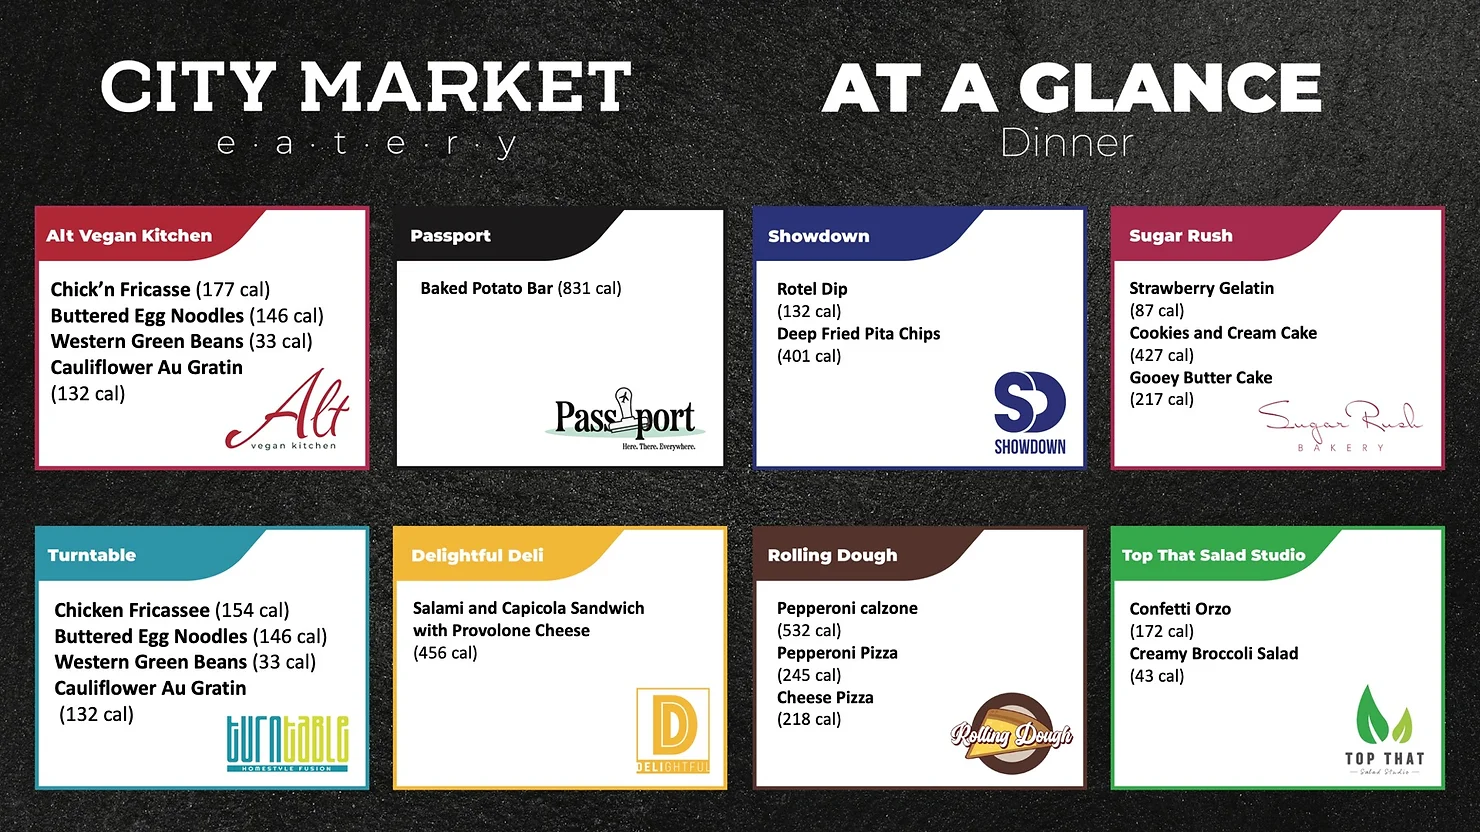 CITY MARKET
e·a·t·e·r·y
AT A GLANCE
Dinner
Alt Vegan Kitchen
Chick’n Fricasse (177 cal)
Buttered Egg Noodles (146 cal)
Western Green Beans (33 cal)
Cauliflower Au Gratin
(132 cal)
Alt
vegan kitchen
Passport
Baked Potato Bar (831 cal)
Passport
Here. There. Everywhere.
Showdown
Rotel Dip
(132 cal)
Deep Fried Pita Chips
(401 cal)
SD
SHOWDOWN
Sugar Rush
Strawberry Gelatin
(87 cal)
Cookies and Cream Cake
(427 cal)
Gooey Butter Cake
(217 cal)
Sugar Rush
BAKERY
Turntable
Chicken Fricassee (154 cal)
Buttered Egg Noodles (146 cal)
Western Green Beans (33 cal)
Cauliflower Au Gratin
(132 cal)
turntable
HOMESTYLE FUSION
Delightful Deli
Salami and Capicola Sandwich
with Provolone Cheese
(456 cal)
D
DELIGHTFUL
Rolling Dough
Pepperoni calzone
(532 cal)
Pepperoni Pizza
(245 cal)
Cheese Pizza
(218 cal)
Rolling Dough
Top That Salad Studio
Confetti Orzo
(172 cal)
Creamy Broccoli Salad
(43 cal)
TOP THAT
Salad Studio